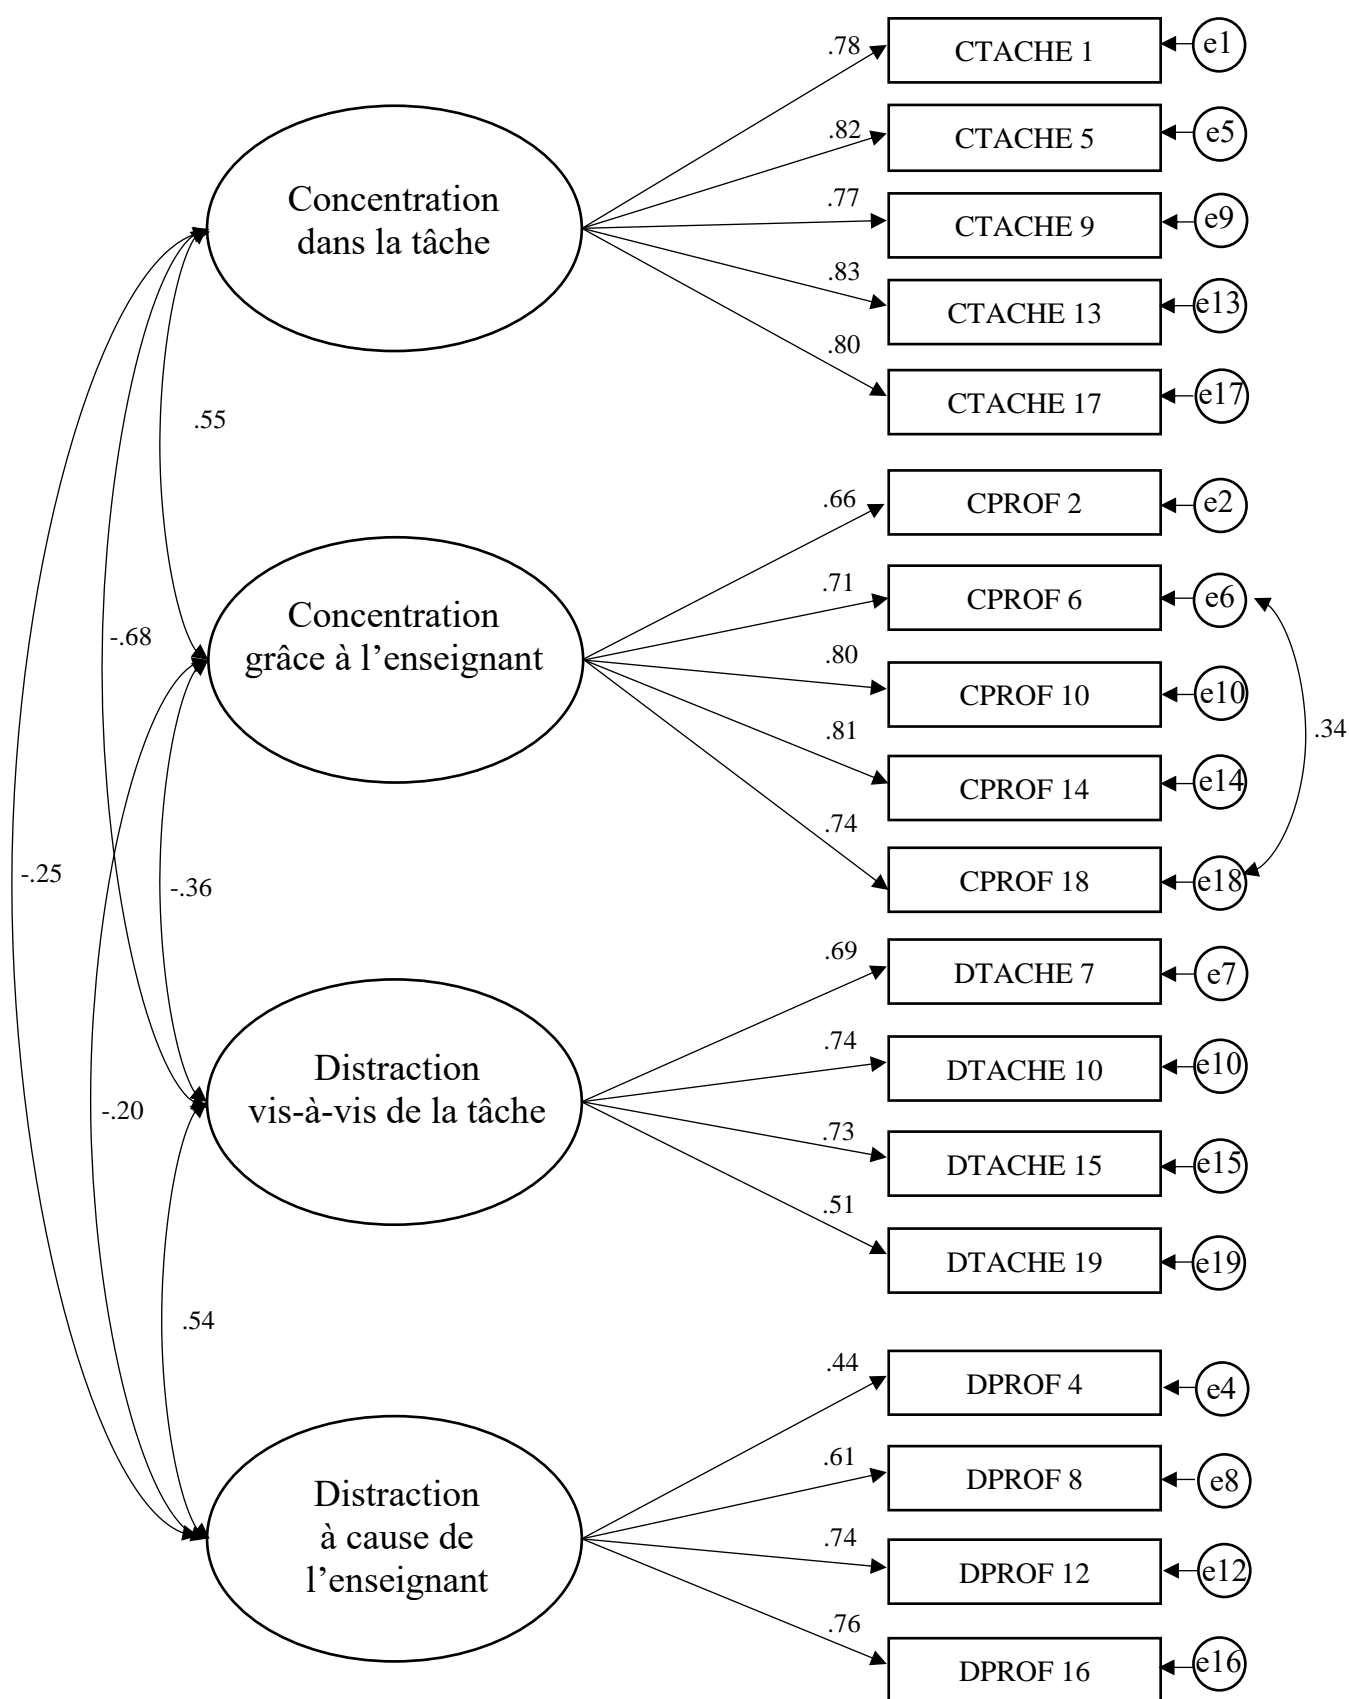 .78
CTACHE 1
e1
.82
CTACHE 5
e5
Concentration
dans la tâche
.77
CTACHE 9
e9
.83
CTACHE 13
e13
.80
CTACHE 17
e17
.55
.66
CPROF 2
e2
.71
CPROF 6
e6
Concentration
grâce à l’enseignant
-.68
.80
CPROF 10
e10
.34
.81
CPROF 14
e14
.74
CPROF 18
e18
-.25
-.36
.69
DTACHE 7
e7
.74
DTACHE 10
e10
Distraction
vis-à-vis de la tâche
-.20
.73
DTACHE 15
e15
.51
DTACHE 19
e19
.54
.44
DPROF 4
e4
.61
DPROF 8
e8
Distraction
à cause de
l’enseignant
.74
DPROF 12
e12
.76
DPROF 16
e16